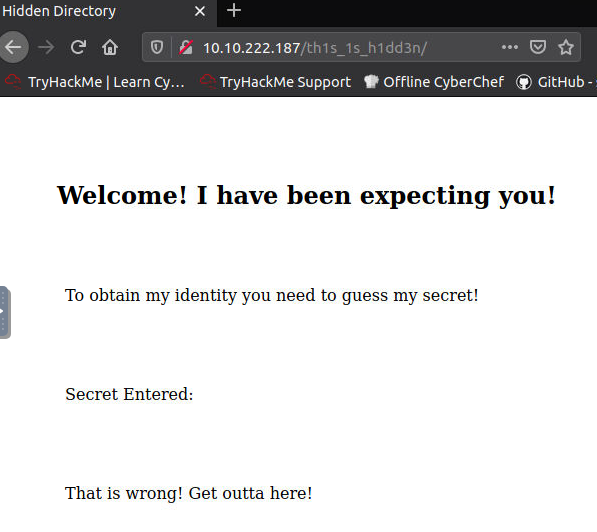 Hidden Directory
10.10.222.187/th1s_1s_h1dd3n/
TryHackMe | Learn Cy… TryHackMe Support Offline CyberChef GitHub -
Welcome! I have been expecting you!
To obtain my identity you need to guess my secret!
Secret Entered:
That is wrong! Get outta here!